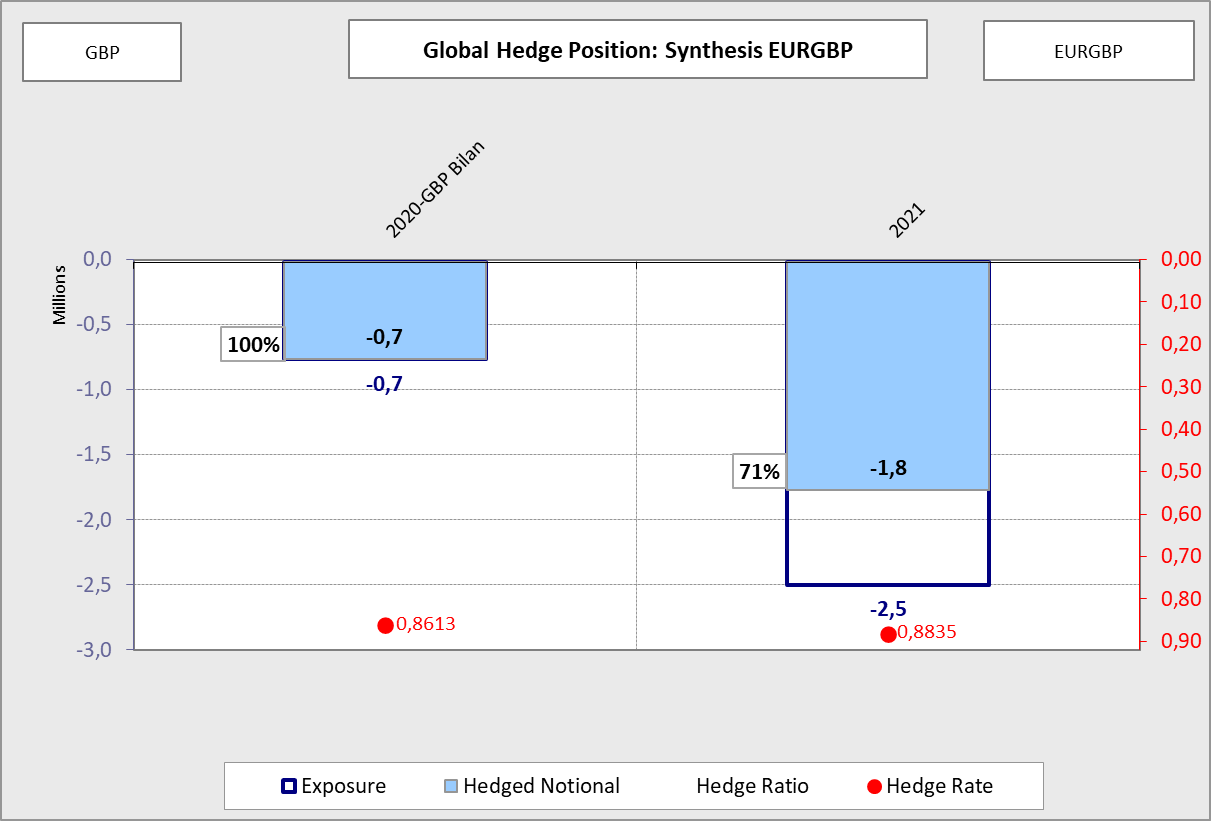 GBP
Global Hedge Position: Synthesis EURGBP
EURGBP
2020-GBP Bilan
2021
Millions
0,0
-0,5
-1,0
-1,5
-2,0
-2,5
-3,0
100%
-0,7
-0,7
0,8613
71%
-1,8
-2,5
0,8835
0,00
0,10
0,20
0,30
0,40
0,50
0,60
0,70
0,80
0,90
Exposure
Hedged Notional
Hedge Ratio
Hedge Rate